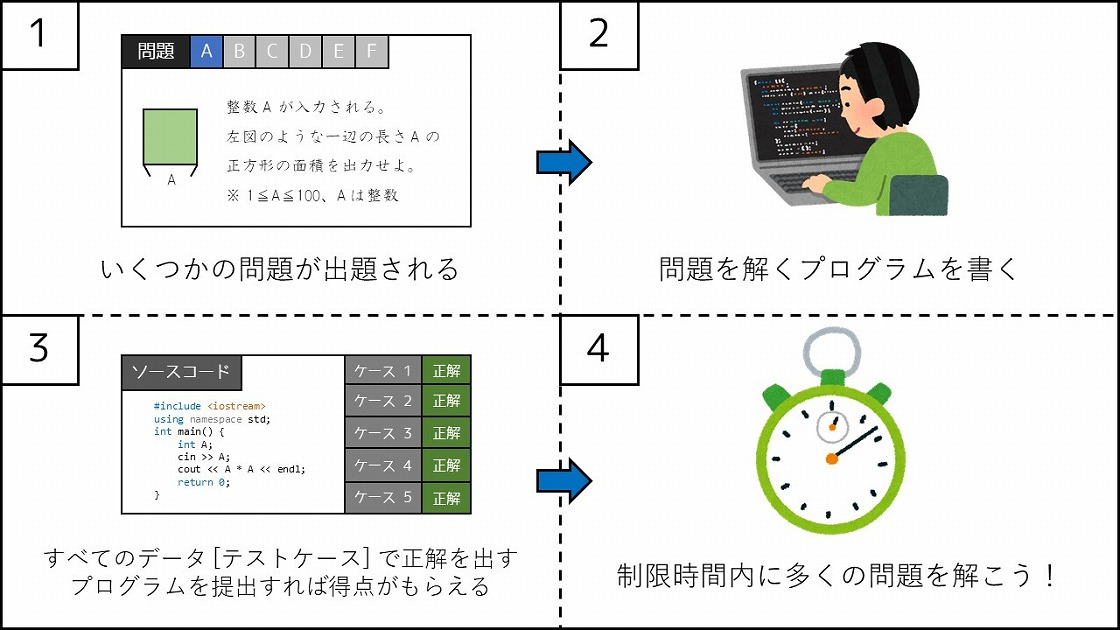 1
問題 A B C D E F
整数 A が入力される。
左図のような一辺の長さ A の
正方形の面積を出力せよ。
※ 1≦A≦100、A は整数
A
いくつかの問題が出題される
2
問題を解くプログラムを書く
3
ソースコード
#include <iostream>
using namespace std;
int main() {
int A;
cin >> A;
cout << A * A << endl;
return 0;
}
ケース 1 正解
ケース 2 正解
ケース 3 正解
ケース 4 正解
ケース 5 正解
すべてのデータ [テストケース] で正解を出す
プログラムを提出すれば得点がもらえる
4
制限時間内に多くの問題を解こう！